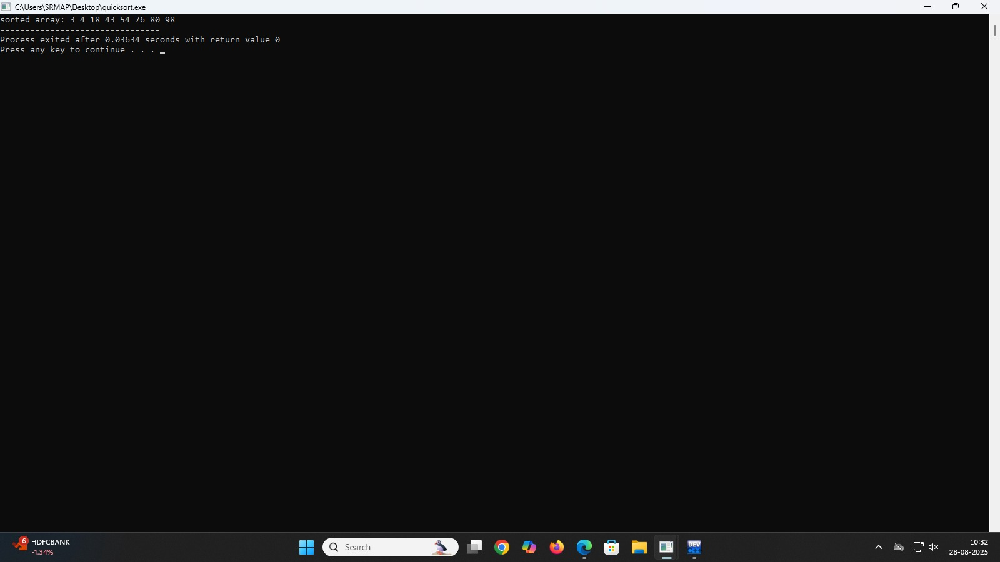 C:\Users\SRMAP\Desktop\quicksort.exe
sorted array: 3 4 18 43 54 76 80 98
--------------------------------
Process exited after 0.03634 seconds with return value 0
Press any key to continue . . .
6
HDFCBANK
-1.34%
Search
DEV
10:32
28-08-2025